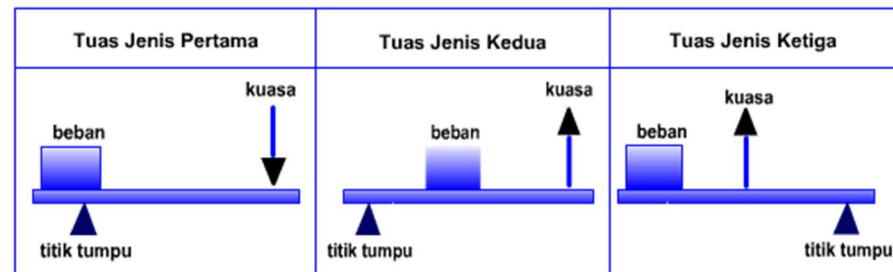 Tuas Jenis Pertama
Tuas Jenis Kedua
Tuas Jenis Ketiga
kuasa
beban
titik tumpu
kuasa
beban
titik tumpu
kuasa
beban
titik tumpu